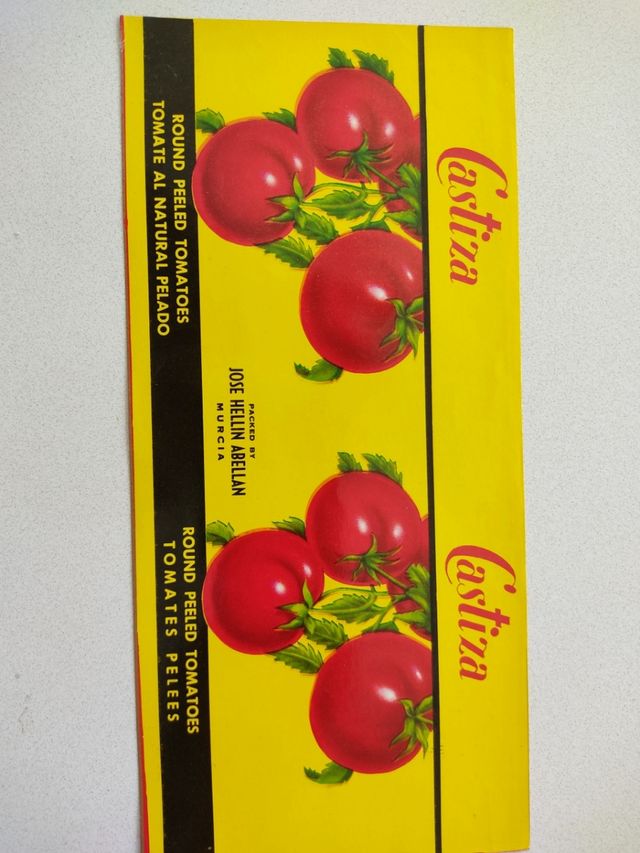 Castiza
ROUND PEELED TOMATOES
TOMATE AL NATURAL PELADO
PACKED BY
JOSE HELLIN ABELLAN
MURCIA
Castiza
ROUND PEELED TOMATOES
TOMATES PELEES